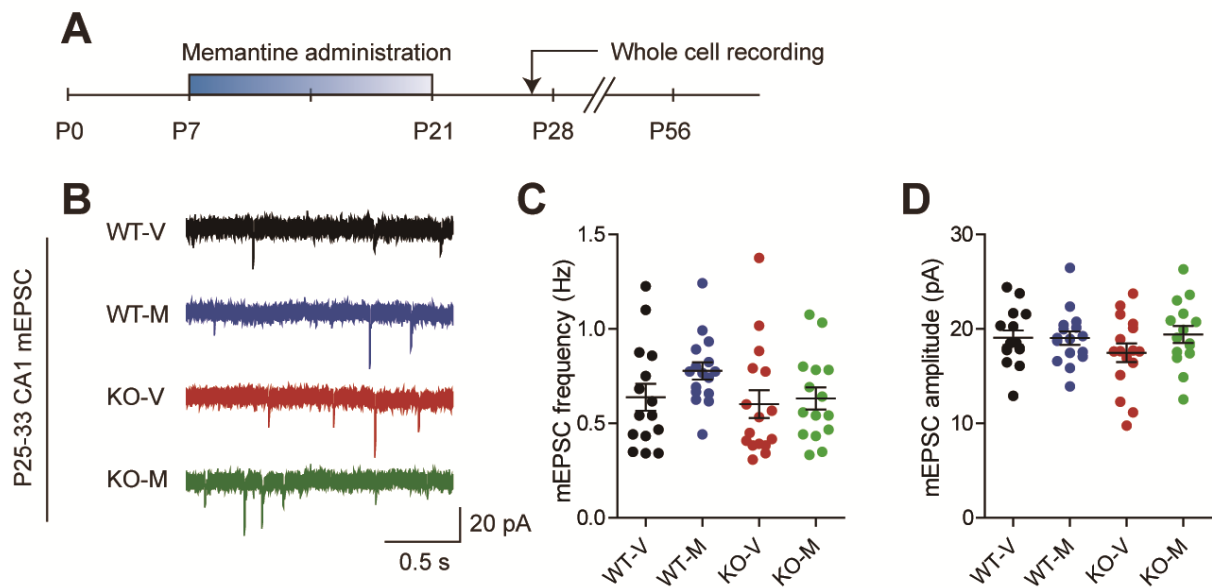 A
Memantine administration
Whole cell recording
P0
P7
P21
P28
P56
B
P25-33 CA1 mEPSC
WT-V
WT-M
KO-V
KO-M
20 pA
0.5 s
C
mEPSC frequency (Hz)
1.5
1.0
0.5
0.0
WT-V
WT-M
KO-V
KO-M
D
mEPSC amplitude (pA)
30
20
10
0
WT-V
WT-M
KO-V
KO-M